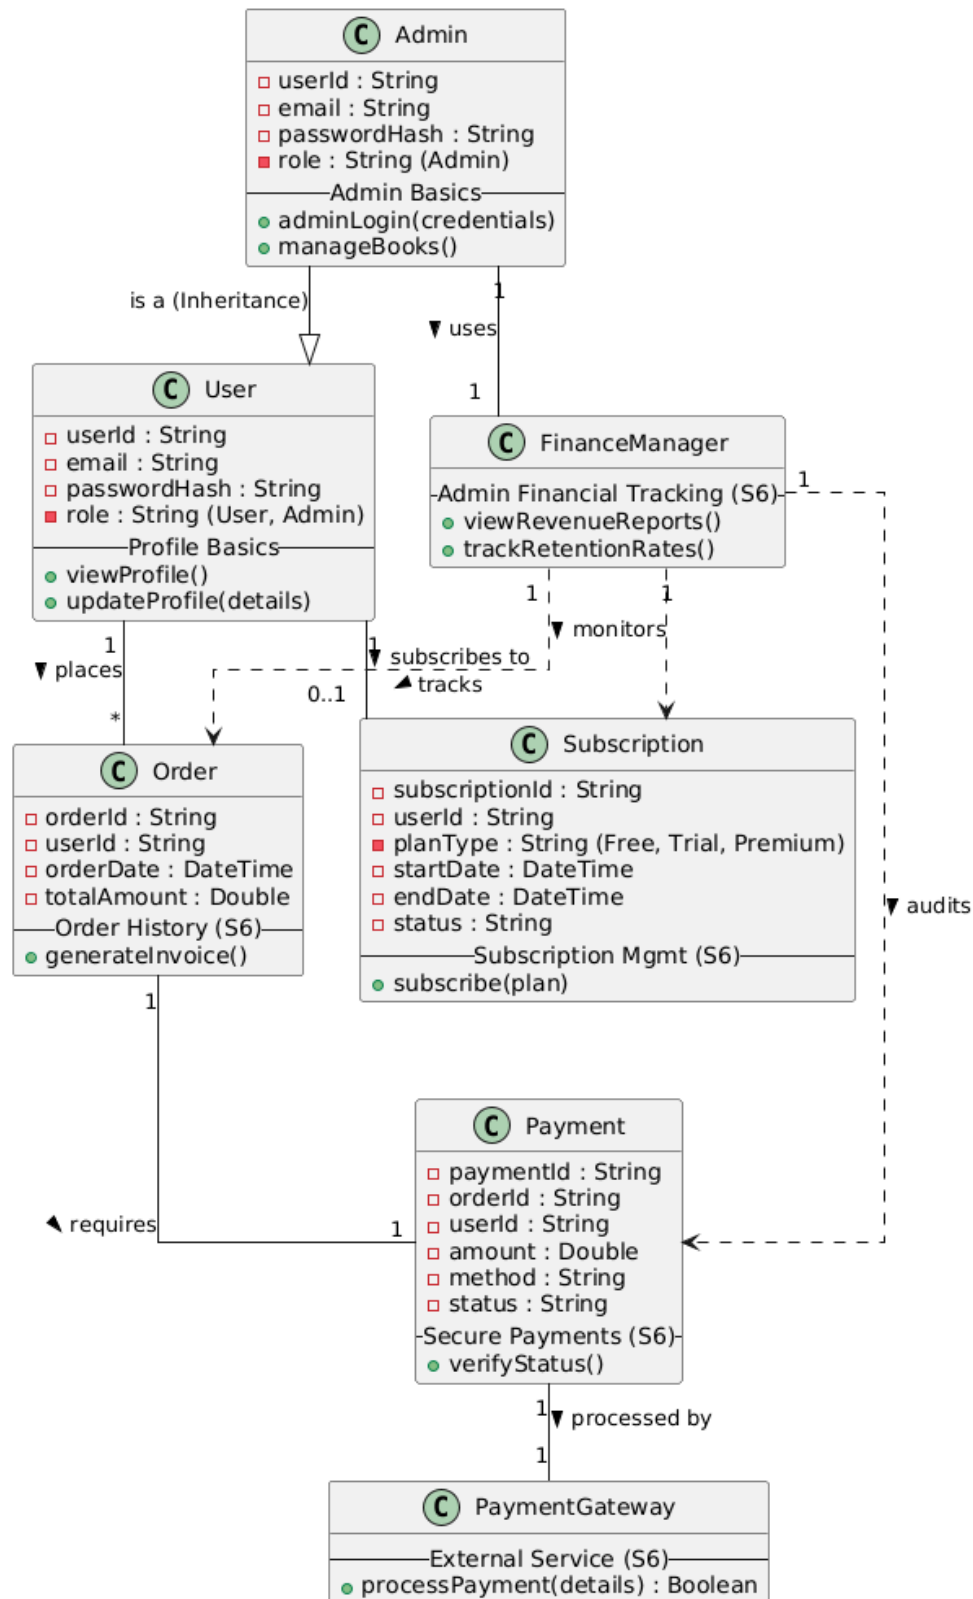 C Admin
userId : String
email : String
passwordHash : String
role : String (Admin)
Admin Basics
adminLogin(credentials)
manageBooks()
is a (Inheritance)
1
uses
1
C User
userId : String
email : String
passwordHash : String
role : String (User, Admin)
Profile Basics
viewProfile()
updateProfile(details)
C FinanceManager
Admin Financial Tracking (S6)
viewRevenueReports()
trackRetentionRates()
1
1
1
monitors
1
places
*
1
subscribes to
0..1
tracks
C Order
orderId : String
userId : String
orderDate : DateTime
totalAmount : Double
Order History (S6)
generateInvoice()
C Subscription
subscriptionId : String
userId : String
planType : String (Free, Trial, Premium)
startDate : DateTime
endDate : DateTime
status : String
Subscription Mgmt (S6)
subscribe(plan)
audits
1
requires
1
C Payment
paymentId : String
orderId : String
userId : String
amount : Double
method : String
status : String
Secure Payments (S6)
verifyStatus()
1
processed by
1
C PaymentGateway
External Service (S6)
processPayment(details) : Boolean